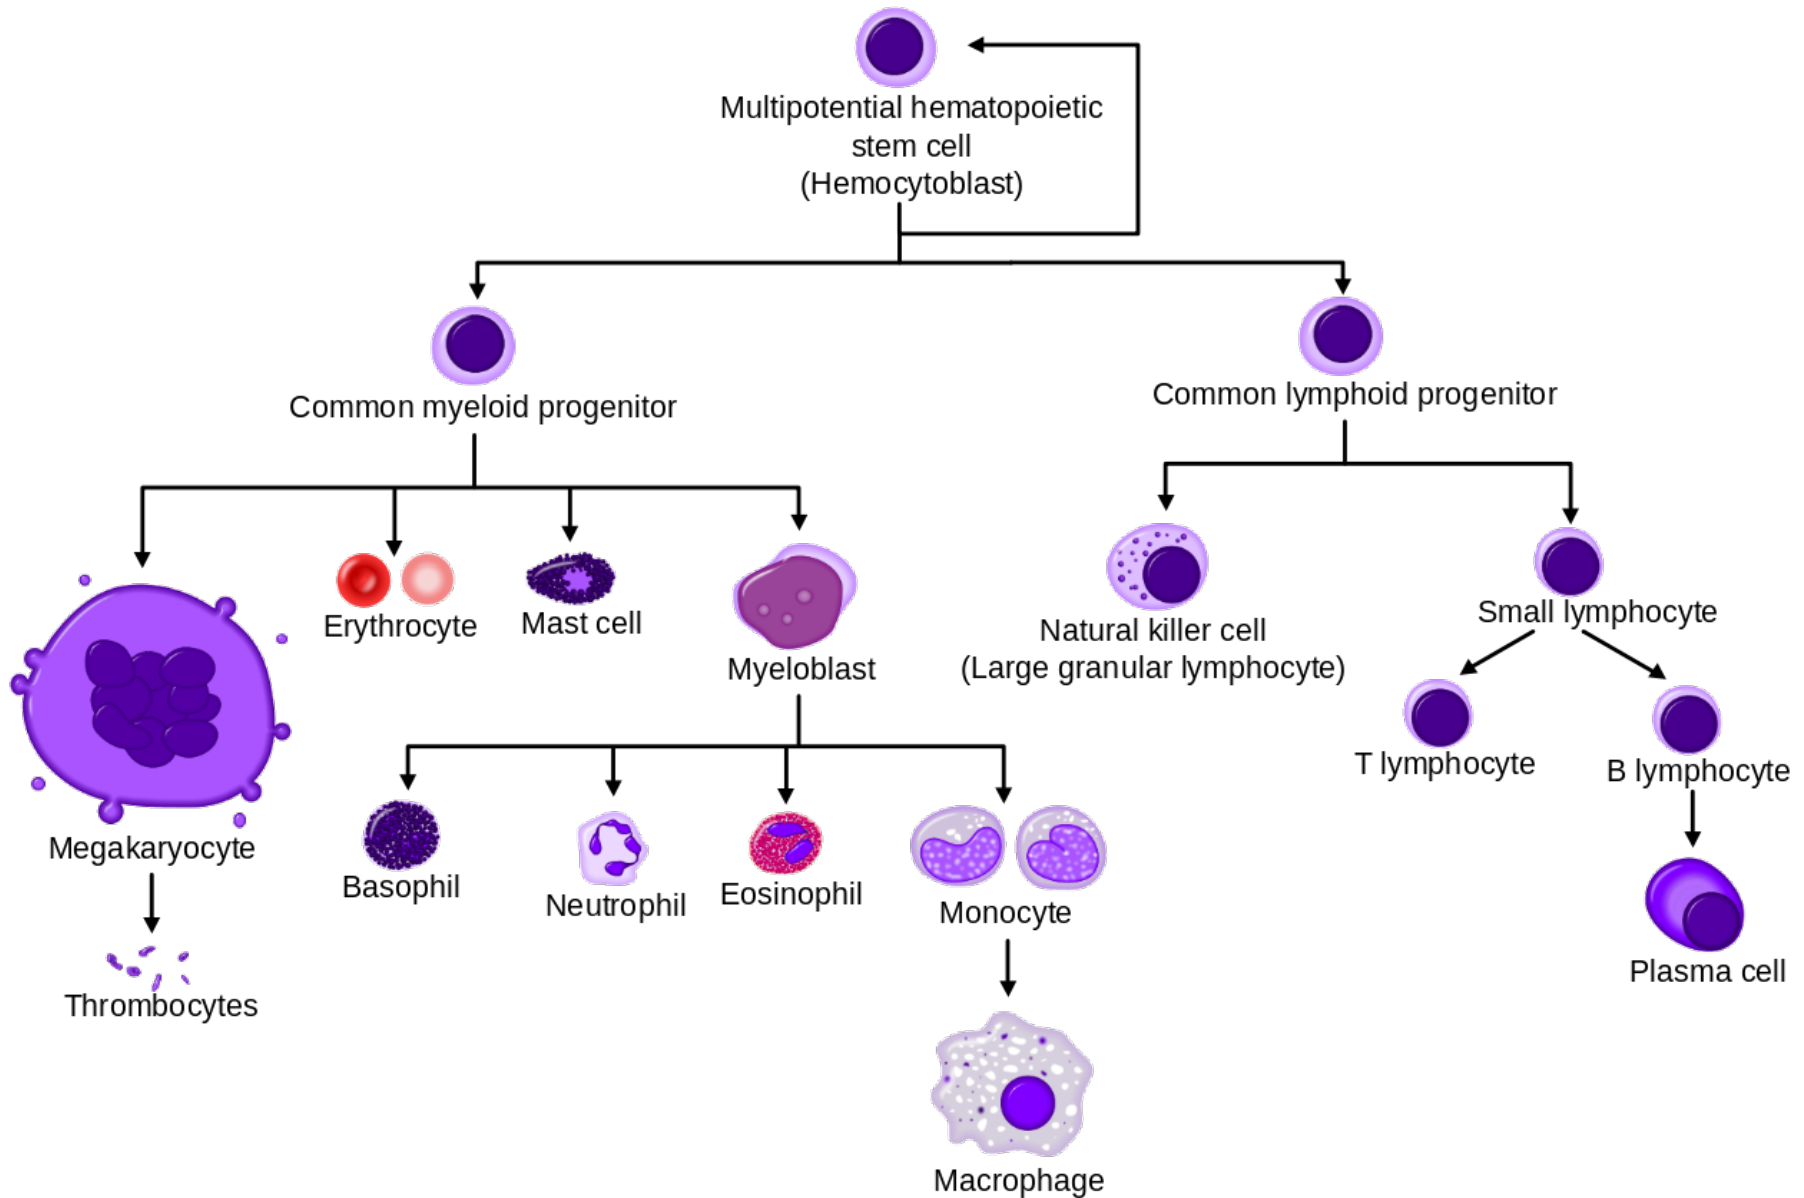 Multipotential hematopoietic
stem cell
(Hemocytoblast)
Common myeloid progenitor
Common lymphoid progenitor
Erythrocyte
Mast cell
Myeloblast
Natural killer cell
(Large granular lymphocyte)
Small lymphocyte
T lymphocyte
B lymphocyte
Megakaryocyte
Basophil
Neutrophil
Eosinophil
Monocyte
Plasma cell
Thrombocytes
Macrophage